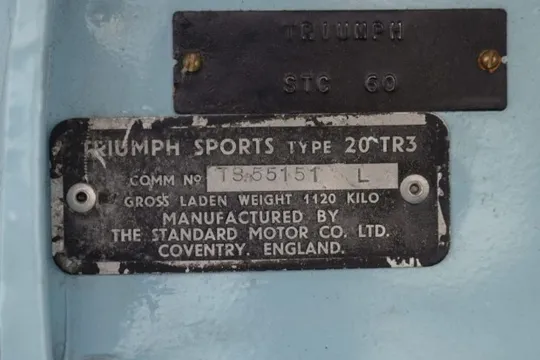 TRIUMPH
STC 60
TRIUMPH SPORTS TYPE 20 TR3
COMM Nº TS 55151 L
GROSS LADEN WEIGHT 1120 KILO
MANUFACTURED BY
THE STANDARD MOTOR CO. LTD.
COVENTRY. ENGLAND.